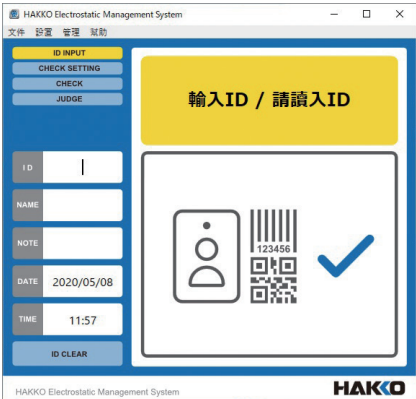 HAKKO Electrostatic Management System
文件 設置 管理 幫助
ID INPUT
CHECK SETTING
CHECK
JUDGE
輸入ID / 請讀入ID
ID
NAME
NOTE
DATE 2020/05/08
TIME 11:57
ID CLEAR
123456
HAKKO Electrostatic Management System
HAKKO